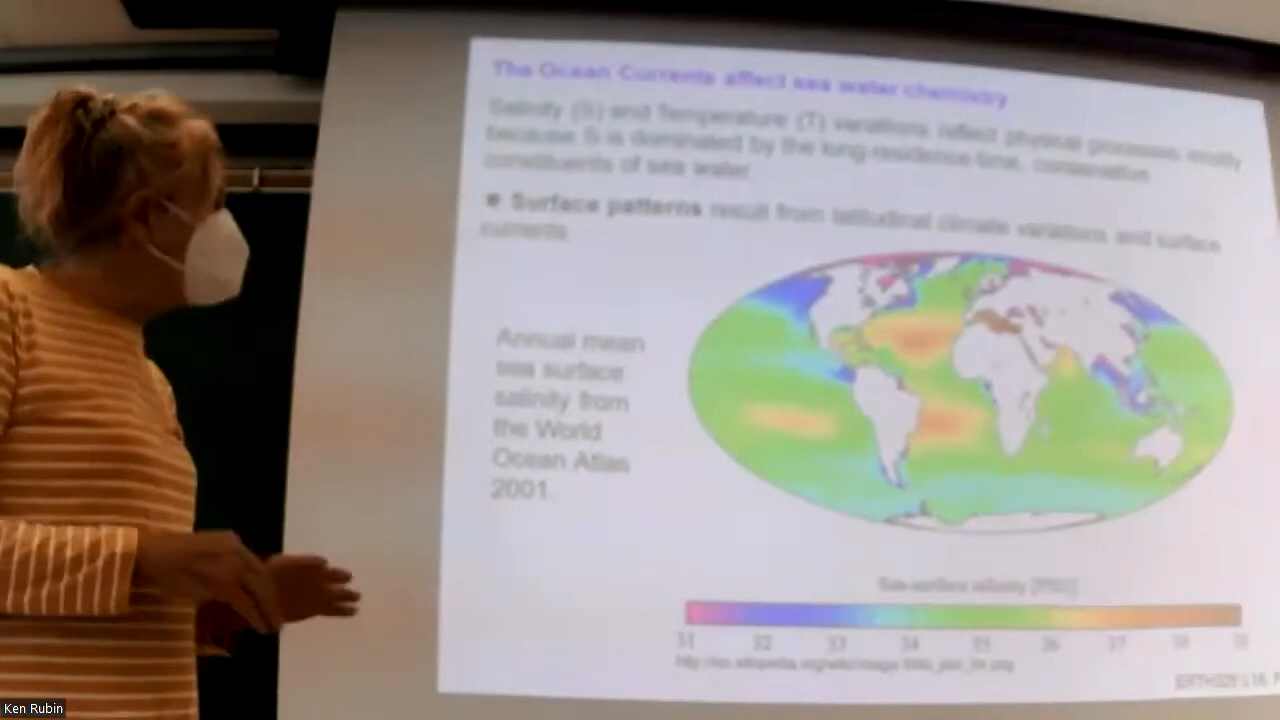 The Ocean Currents affect sea water chemistry
Salinity (S) and Temperature (T) variations reflect physical processes mostly
because S is dominated by the long-residence-time, conservative
constituents of sea water
• Surface patterns result from latitudinal climate variations and surface
currents.
Annual mean
sea surface
salinity from
the World
Ocean Atlas
2001.
Sea-surface salinity [PSU]
31 32 33 34 35 36 37 38 39
Ken Rubin